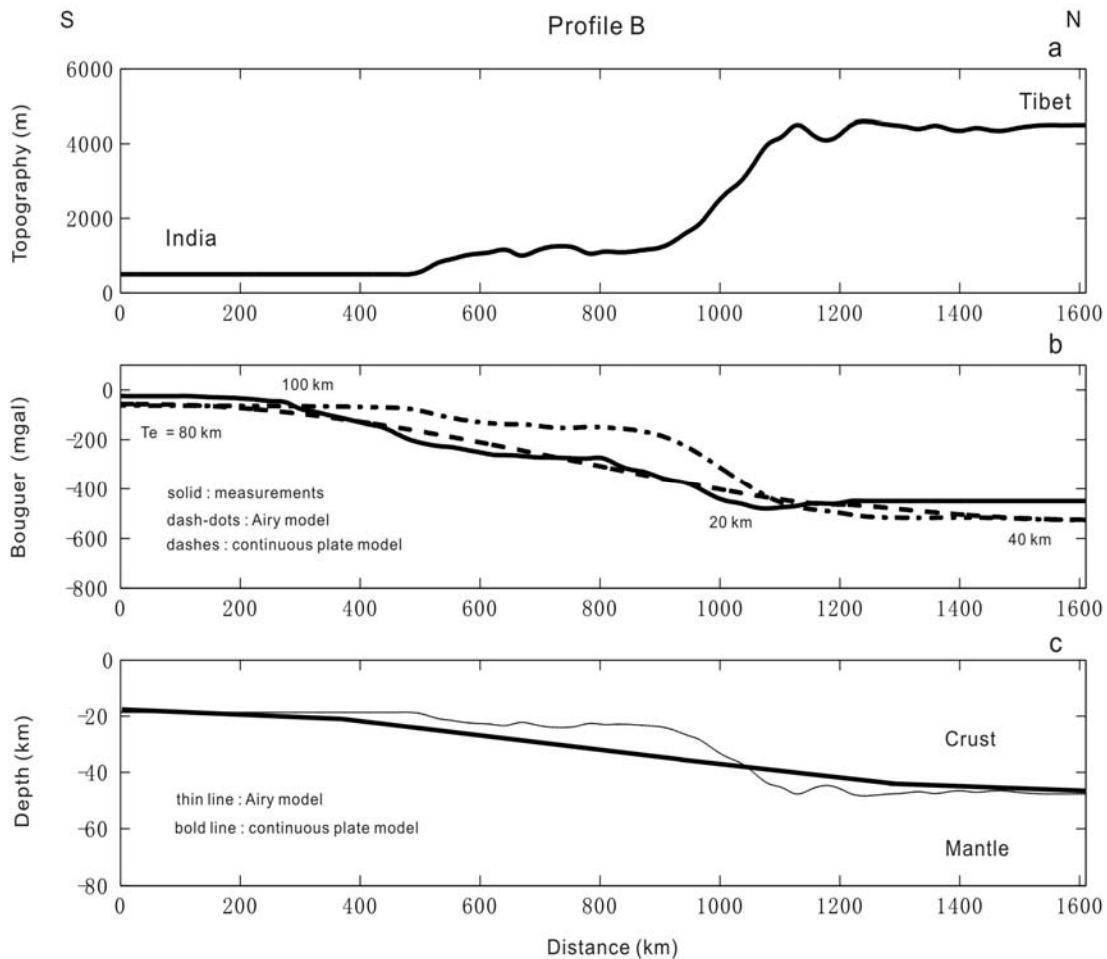 S
Profile B
N
a
6000
4000
2000
0
Topography (m)
India
Tibet
0 200 400 600 800 1000 1200 1400 1600
b
0
-200
-400
-600
-800
Bouguer (mgal)
100 km
Te = 80 km
solid : measurements
dash-dots : Airy model
dashes : continuous plate model
20 km
40 km
0 200 400 600 800 1000 1200 1400 1600
c
0
-20
-40
-60
-80
Depth (km)
Crust
thin line : Airy model
bold line : continuous plate model
Mantle
0 200 400 600 800 1000 1200 1400 1600
Distance (km)